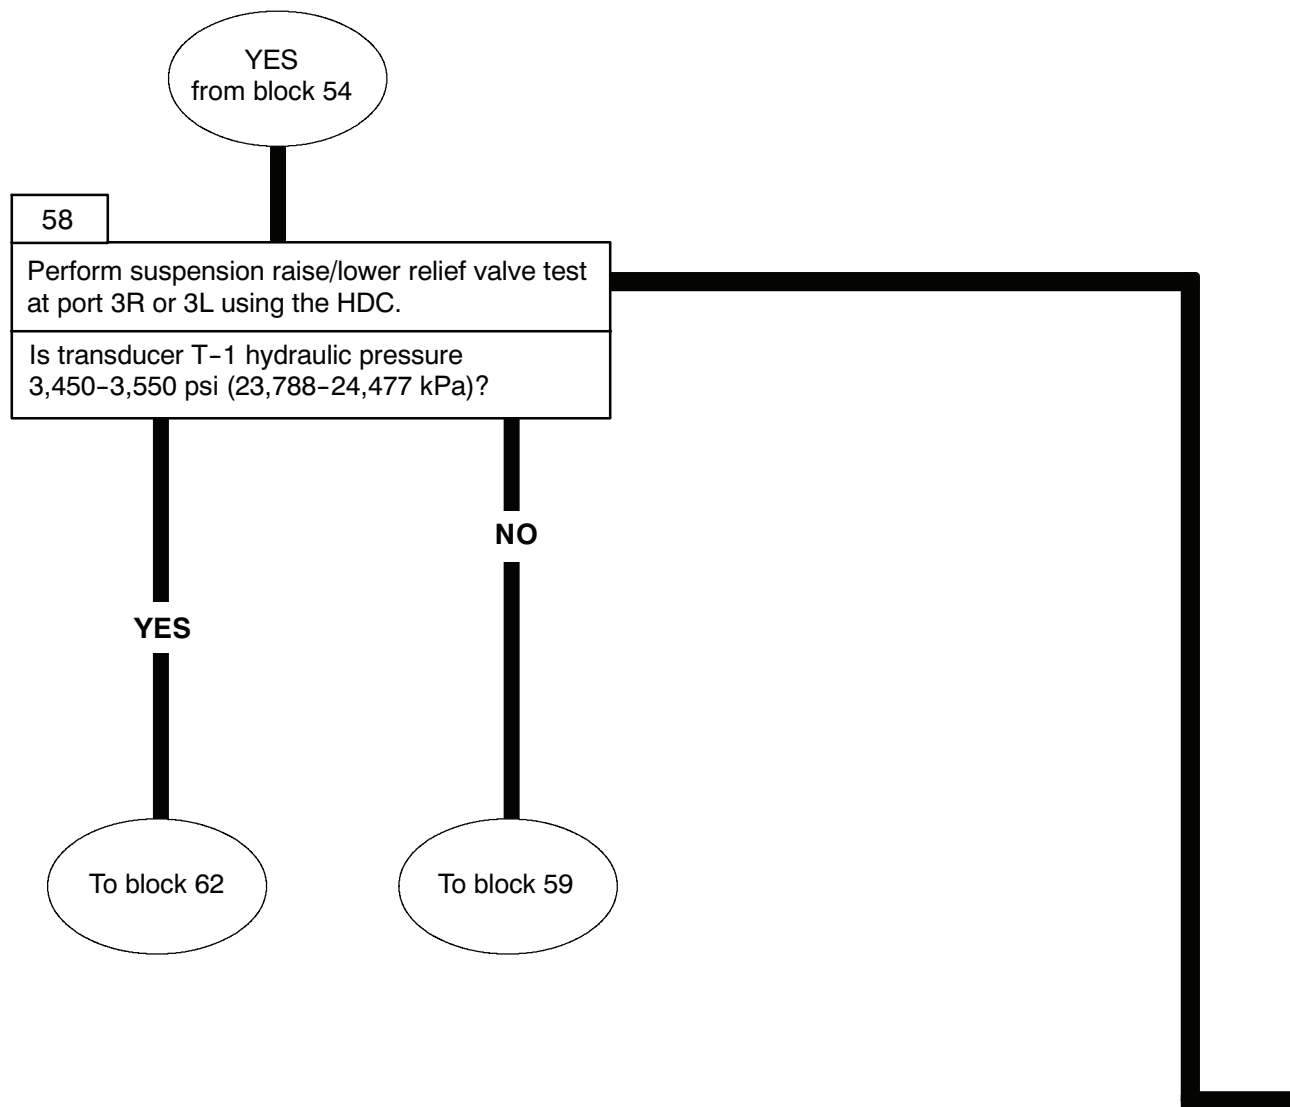 YES
from block 54
58
Perform suspension raise/lower relief valve test
at port 3R or 3L using the HDC.
Is transducer T-1 hydraulic pressure
3,450-3,550 psi (23,788-24,477 kPa)?
NO
YES
To block 62
To block 59